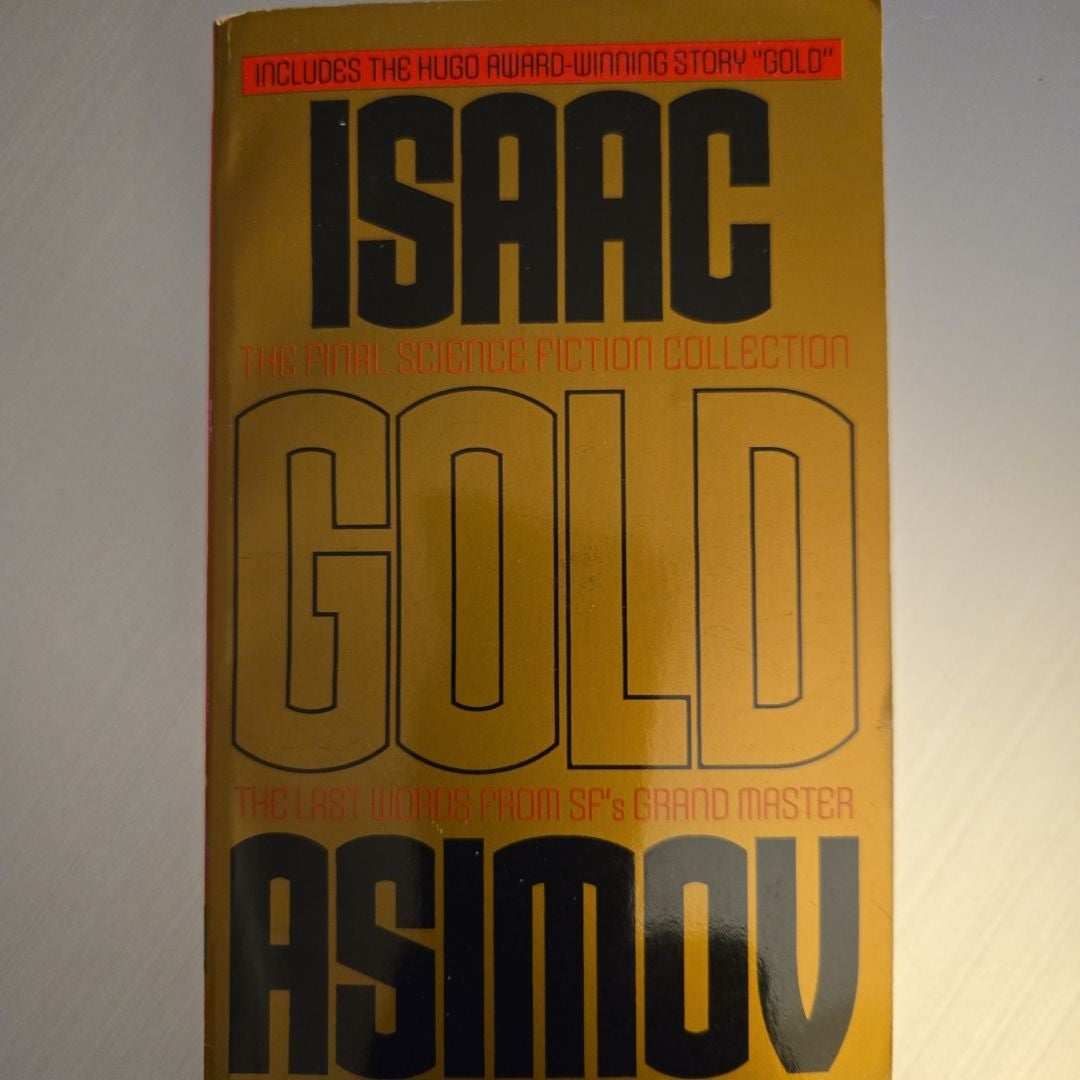 INCLUDES THE HUGO AWARD-WINNING STORY "GOLD"
ISAAC
THE FINAL SCIENCE FICTION COLLECTION
GOLD
THE LAST WORDS FROM SF's GRAND MASTER
ASIMOV